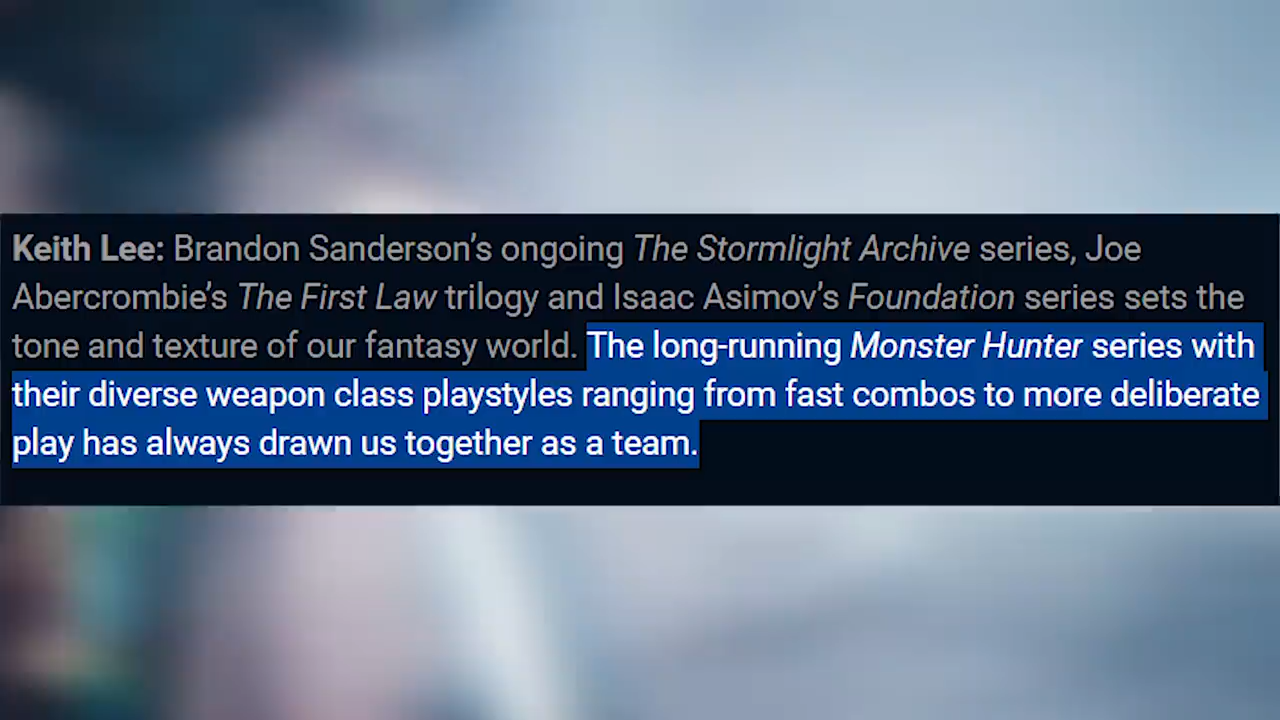 Keith Lee: Brandon Sanderson’s ongoing The Stormlight Archive series, Joe
Abercrombie’s The First Law trilogy and Isaac Asimov’s Foundation series sets the
tone and texture of our fantasy world. The long-running Monster Hunter series with
their diverse weapon class playstyles ranging from fast combos to more deliberate
play has always drawn us together as a team.